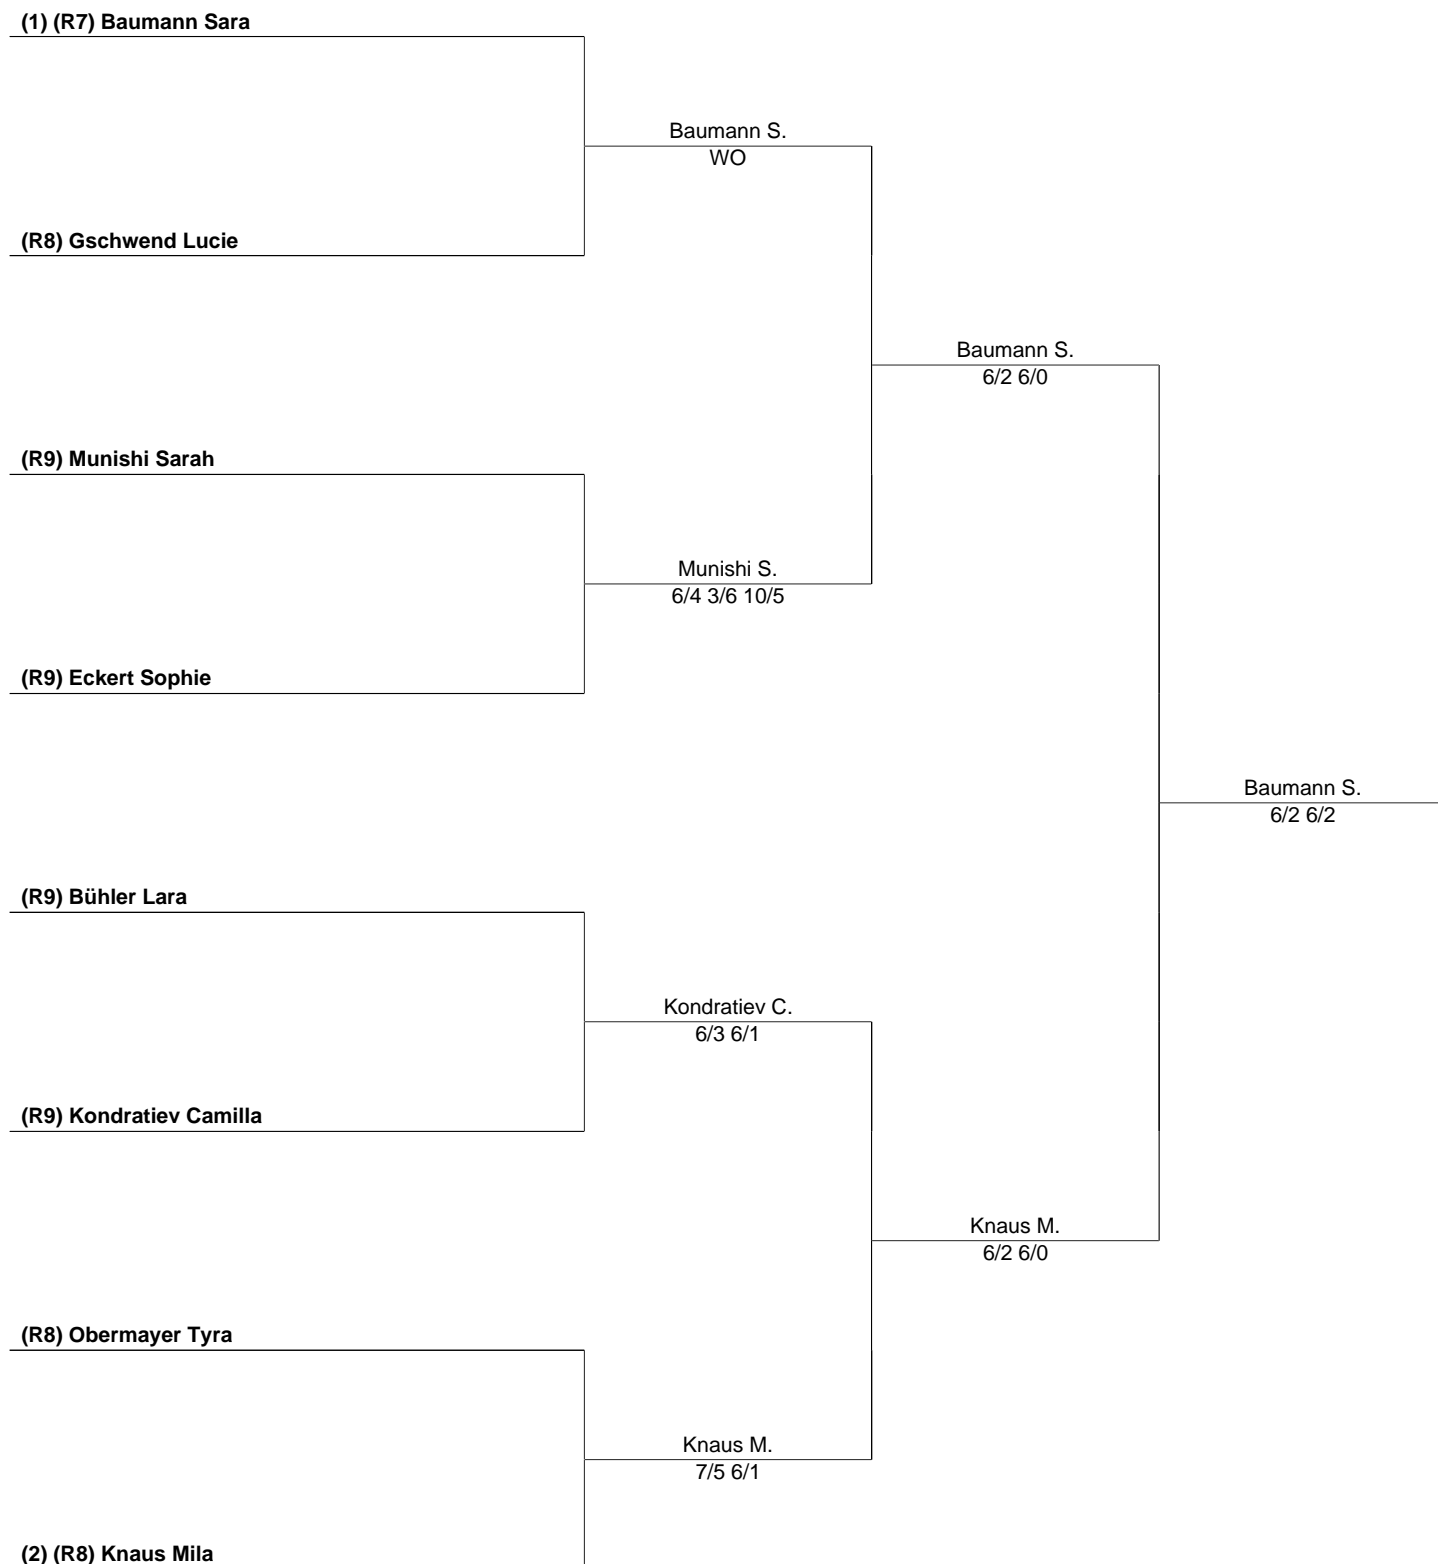 (1) (R7) Baumann Sara
Baumann S.
WO
(R8) Gschwend Lucie
Baumann S.
6/2 6/0
(R9) Munishi Sarah
Munishi S.
6/4 3/6 10/5
(R9) Eckert Sophie
Baumann S.
6/2 6/2
(R9) Bühler Lara
Kondratiev C.
6/3 6/1
(R9) Kondratiev Camilla
Knaus M.
6/2 6/0
(R8) Obermayer Tyra
Knaus M.
7/5 6/1
(2) (R8) Knaus Mila